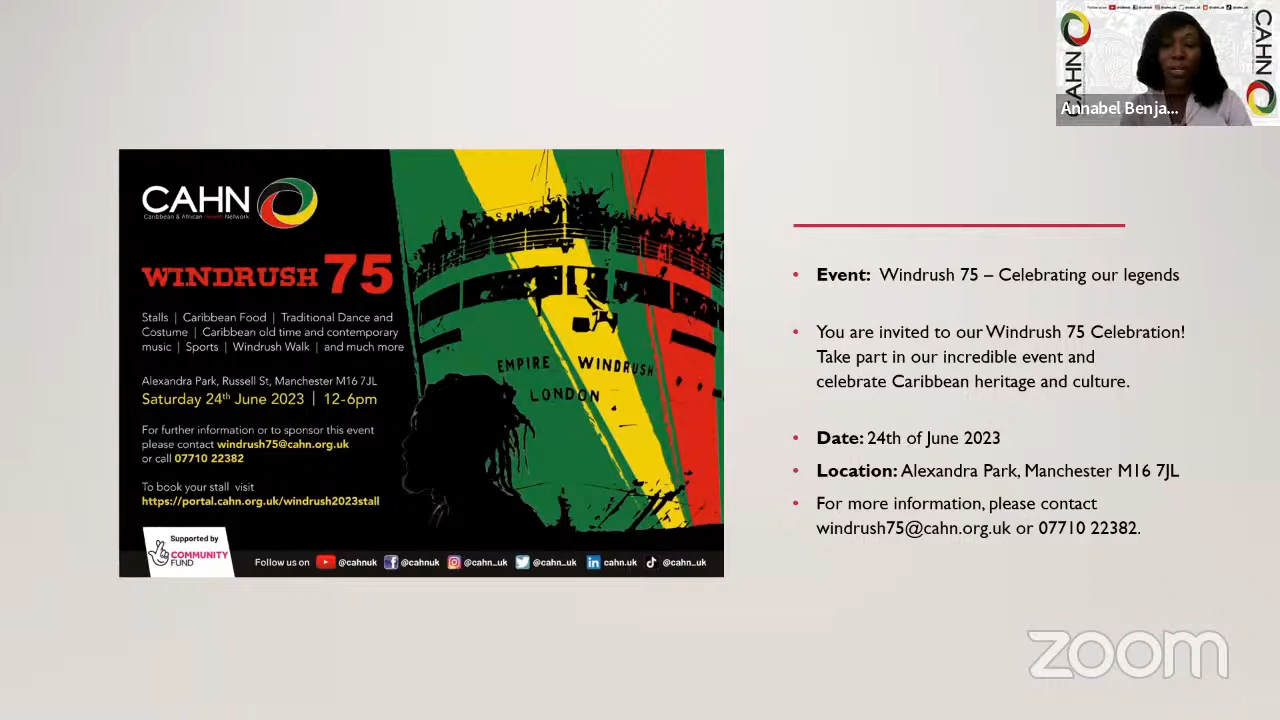 CAHN
Caribbean & African Health Network
WINDRUSH 75
Stalls | Caribbean Food | Traditional Dance and
Costume | Caribbean old time and contemporary
music | Sports | Windrush Walk | and much more
Alexandra Park, Russell St, Manchester M16 7JL
Saturday 24th June 2023 | 12-6pm
For further information or to sponsor this event
please contact windrush75@cahn.org.uk
or call 07710 22382
To book your stall visit
https://portal.cahn.org.uk/windrush2023stall
Supported by
COMMUNITY
FUND
Follow us on @cahnuk @cahnuk @cahn_uk @cahn_uk cahn.uk @cahn_uk
EMPIRE WINDRUSH
LONDON
• Event: Windrush 75 – Celebrating our legends
• You are invited to our Windrush 75 Celebration!
Take part in our incredible event and
celebrate Caribbean heritage and culture.
• Date: 24th of June 2023
• Location: Alexandra Park, Manchester M16 7JL
• For more information, please contact
windrush75@cahn.org.uk or 07710 22382.
CAHN
CAHN
Annabel Benja...
zoom